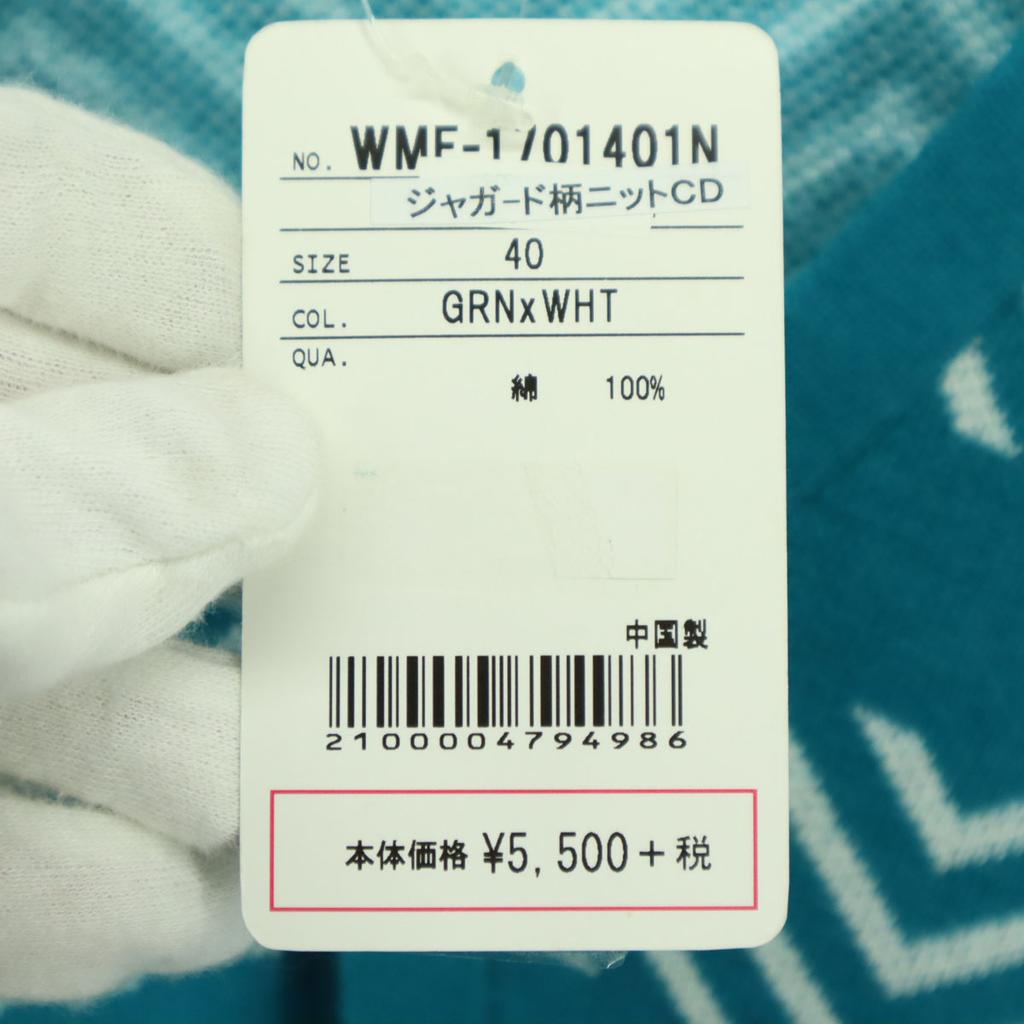 NO. WME-1701401N
ジャガード柄ニットCD
SIZE 40
COL. GRNxWHT
QUA.
綿 100%
中国製
2100004794986
本体価格 ¥5,500+税